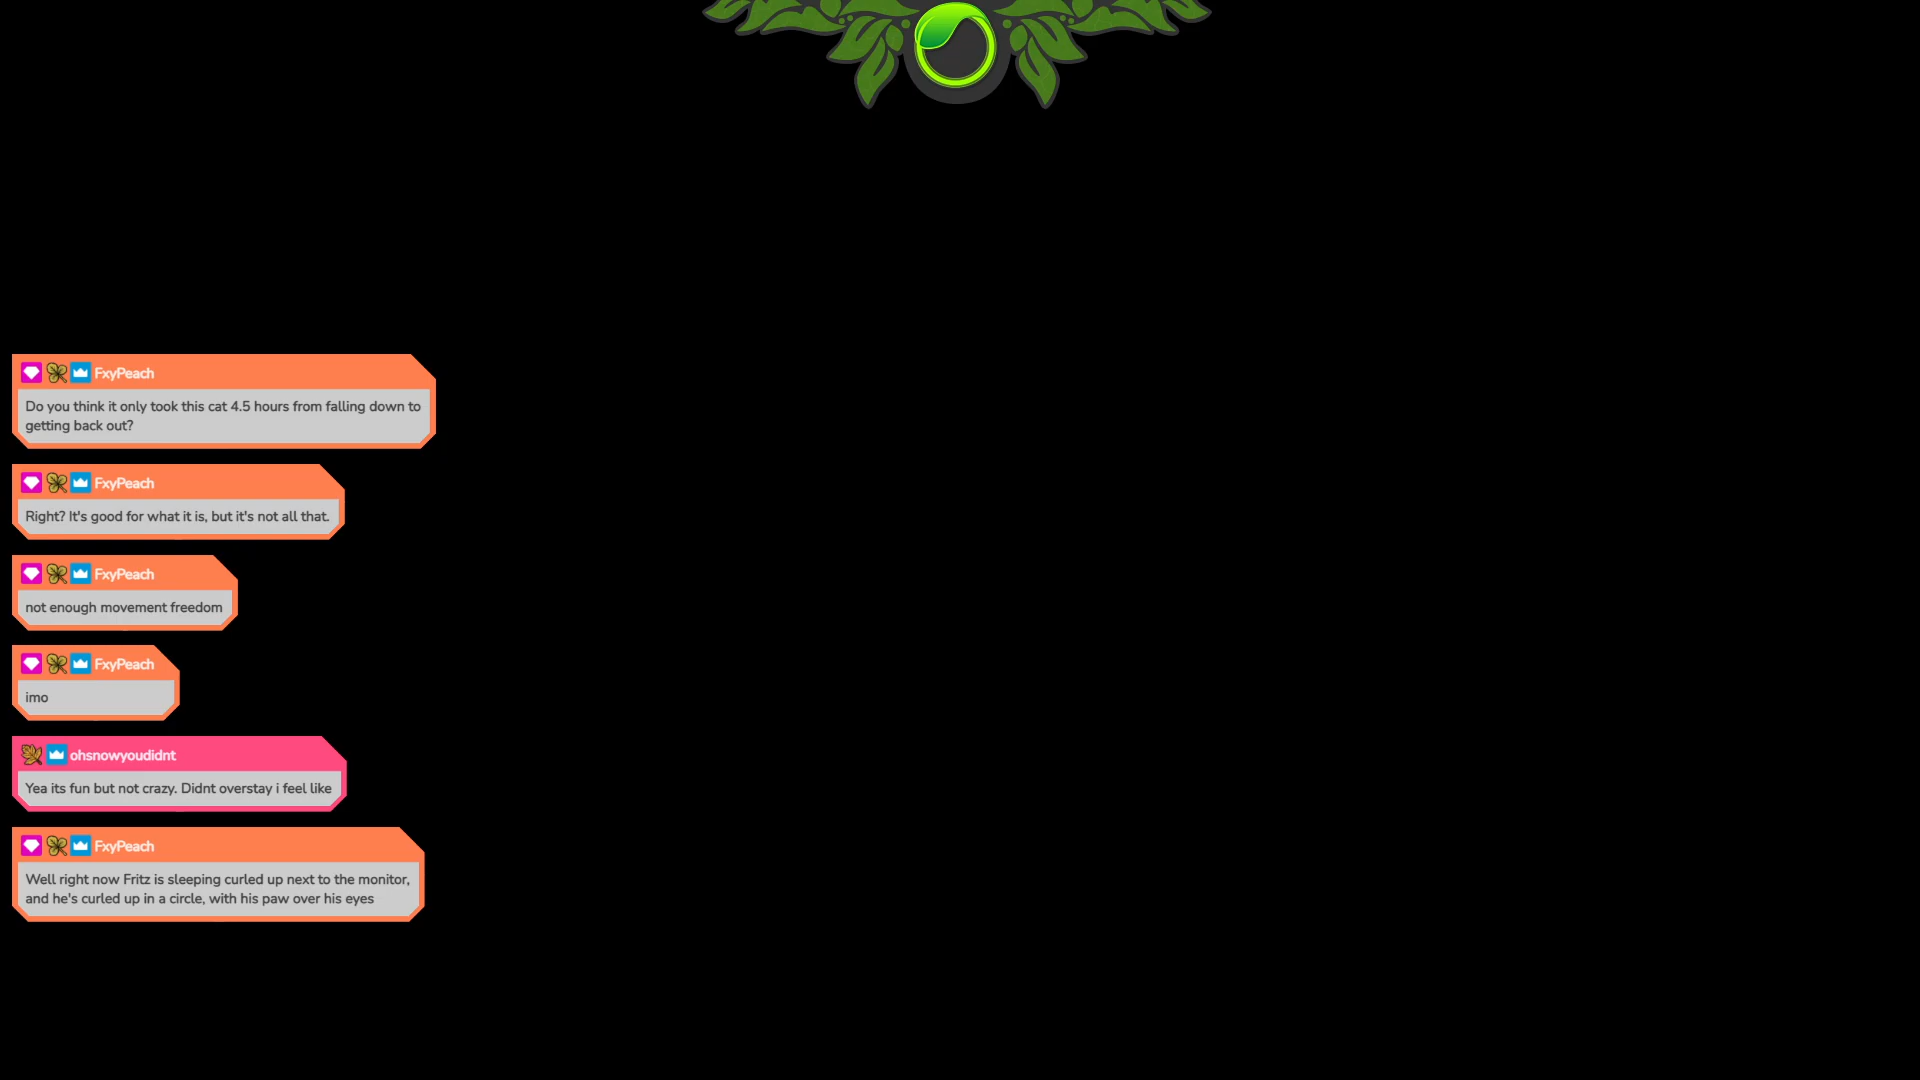 FxyPeach
Do you think it only took this cat 4.5 hours from falling down to
getting back out?
FxyPeach
Right? It's good for what it is, but it's not all that.
FxyPeach
not enough movement freedom
FxyPeach
imo
ohsnowyoudidnt
Yea its fun but not crazy. Didnt overstay i feel like
FxyPeach
Well right now Fritz is sleeping curled up next to the monitor,
and he's curled up in a circle, with his paw over his eyes